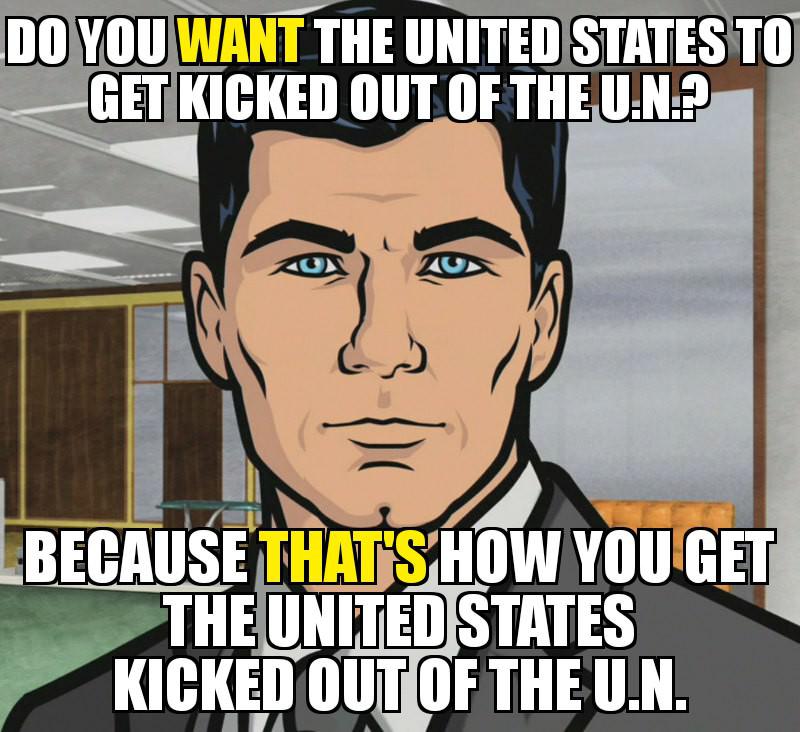 DO YOU WANT THE UNITED STATES TO
GET KICKED OUT OF THE U.N.?
BECAUSE THAT'S HOW YOU GET
THE UNITED STATES
KICKED OUT OF THE U.N.